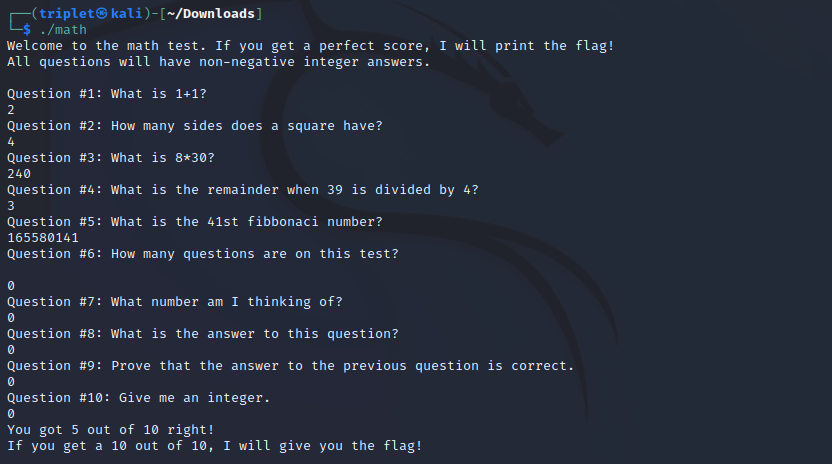 ┌──(triplet㉿kali)-[~/Downloads]
└─$ ./math
Welcome to the math test. If you get a perfect score, I will print the flag!
All questions will have non-negative integer answers.
Question #1: What is 1+1?
2
Question #2: How many sides does a square have?
4
Question #3: What is 8*30?
240
Question #4: What is the remainder when 39 is divided by 4?
3
Question #5: What is the 41st fibbonaci number?
165580141
Question #6: How many questions are on this test?
0
Question #7: What number am I thinking of?
0
Question #8: What is the answer to this question?
0
Question #9: Prove that the answer to the previous question is correct.
0
Question #10: Give me an integer.
0
You got 5 out of 10 right!
If you get a 10 out of 10, I will give you the flag!